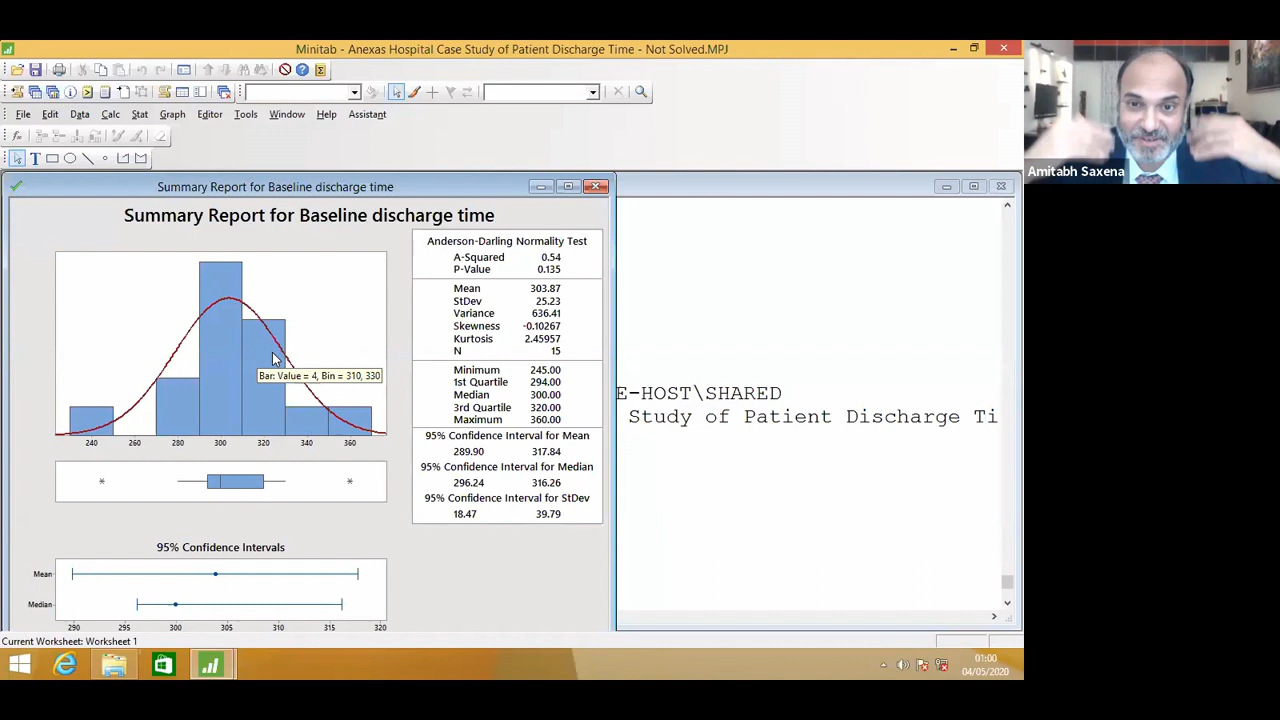 Minitab - Anexas Hospital Case Study of Patient Discharge Time - Not Solved.MPJ
File Edit Data Calc Stat Graph Editor Tools Window Help Assistant
Amitabh Saxena
Summary Report for Baseline discharge time
Summary Report for Baseline discharge time
Anderson-Darling Normality Test
A-Squared 0.54
P-Value 0.135
Mean 303.87
StDev 25.23
Variance 636.41
Skewness -0.10267
Kurtosis 2.45957
N 15
Minimum 245.00
1st Quartile 294.00
Median 300.00
3rd Quartile 320.00
Maximum 360.00
95% Confidence Interval for Mean
289.90 317.84
95% Confidence Interval for Median
296.24 316.26
95% Confidence Interval for StDev
18.47 39.79
Bar: Value = 4, Bin = 310, 330
240 260 280 300 320 340 360
95% Confidence Intervals
Mean
Median
290 295 300 305 310 315 320
E-HOST\SHARED
Study of Patient Discharge Ti
Current Worksheet: Worksheet 1
01:00
04/05/2020